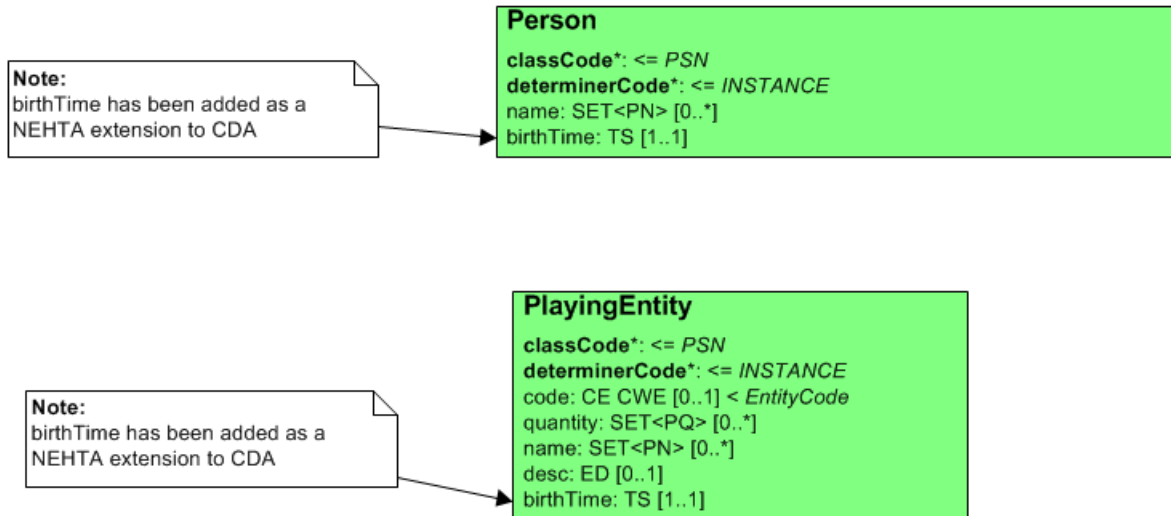 Person
classCode*: <= PSN
determinerCode*: <= INSTANCE
name: SET<PN> [0..*]
birthTime: TS [1..1]
Note:
birthTime has been added as a
NEHTA extension to CDA
PlayingEntity
classCode*: <= PSN
determinerCode*: <= INSTANCE
code: CE CWE [0..1] < EntityCode
quantity: SET<PQ> [0..*]
name: SET<PN> [0..*]
desc: ED [0..1]
birthTime: TS [1..1]
Note:
birthTime has been added as a
NEHTA extension to CDA